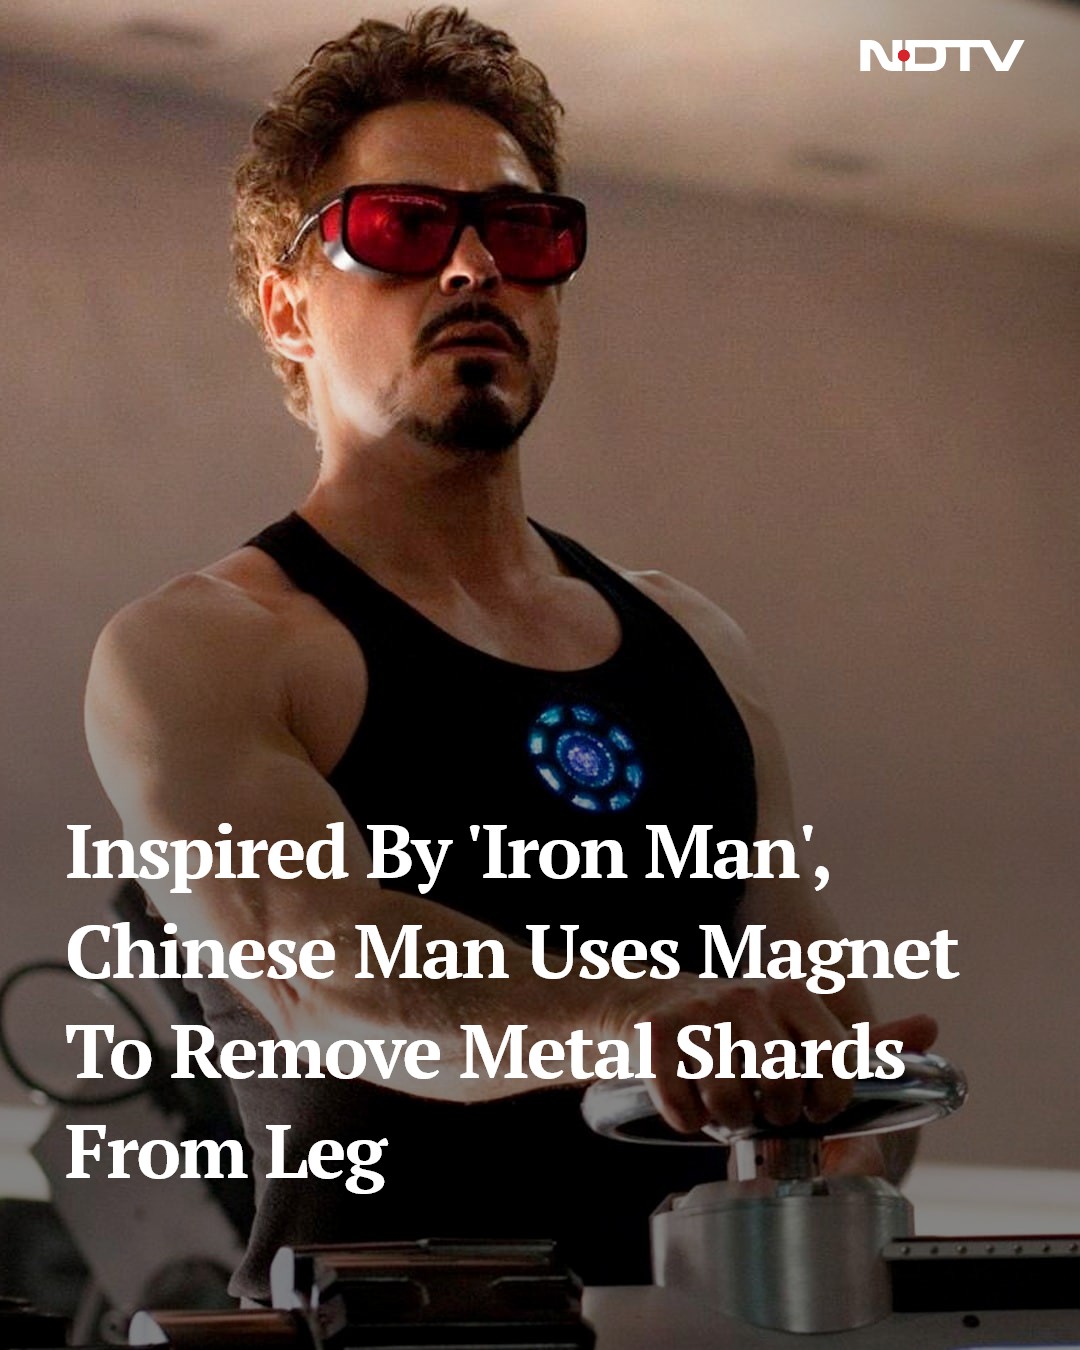 NDTV
Inspired By 'Iron Man',
Chinese Man Uses Magnet
To Remove Metal Shards
From Leg